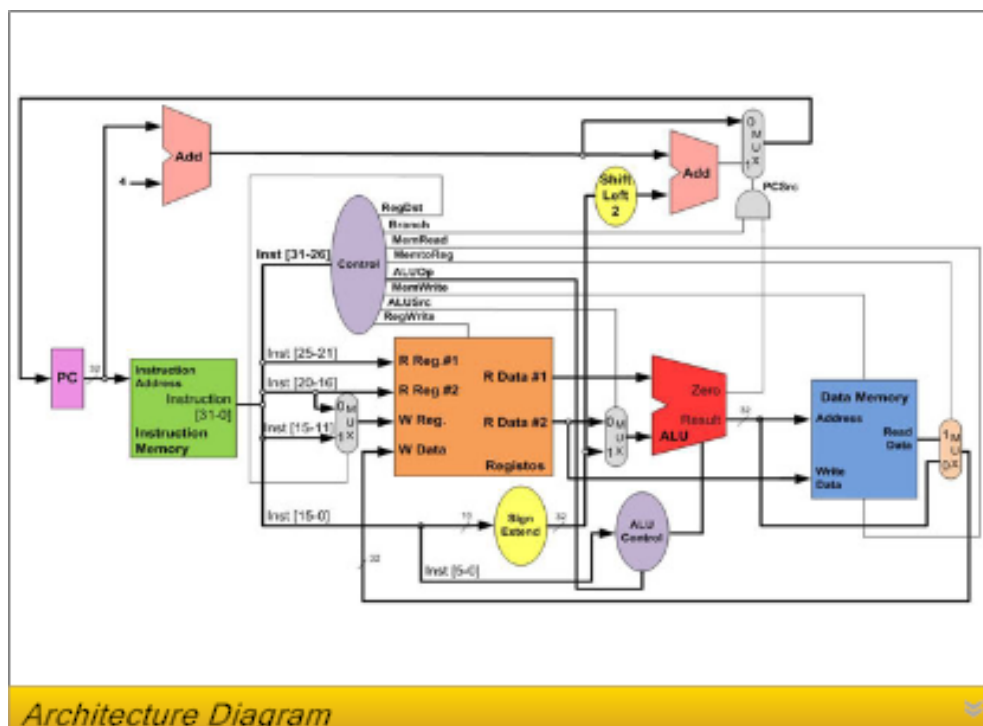 Add
4
Shift
Left
2
Add
0
M
U
X
1
PCSrc
RegDst
Branch
MemRead
MemtoReg
ALUOp
MemWrite
ALUSrc
RegWrite
Control
Inst [31-26]
PC
32
Instruction
Address
Instruction
[31-0]
Instruction
Memory
Inst [25-21]
Inst [20-16]
Inst [15-11]
0
M
U
X
1
R Reg.#1
R Reg #2
W Reg.
W Data
R Data #1
R Data #2
Registos
0
M
U
X
1
Zero
Result
ALU
32
Data Memory
Address
Read
Data
Write
Data
1
M
U
X
0
Inst [15-0]
16
Sign
Extend
32
ALU
Control
Inst [5-0]
32
Architecture Diagram